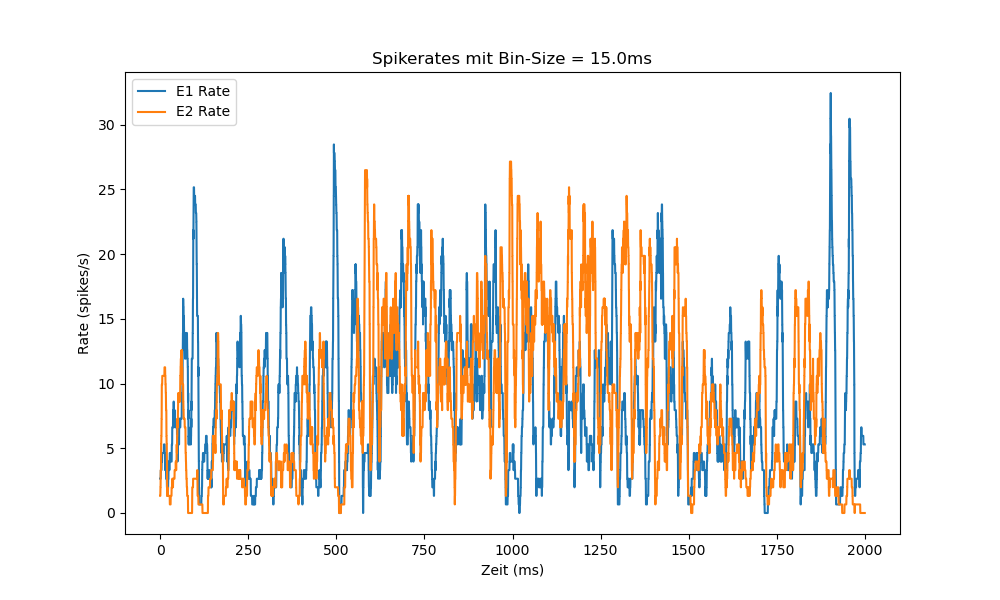 Spikerates mit Bin-Size = 15.0ms
E1 Rate
E2 Rate
Rate (spikes/s)
30
25
20
15
10
5
0
0 250 500 750 1000 1250 1500 1750 2000
Zeit (ms)